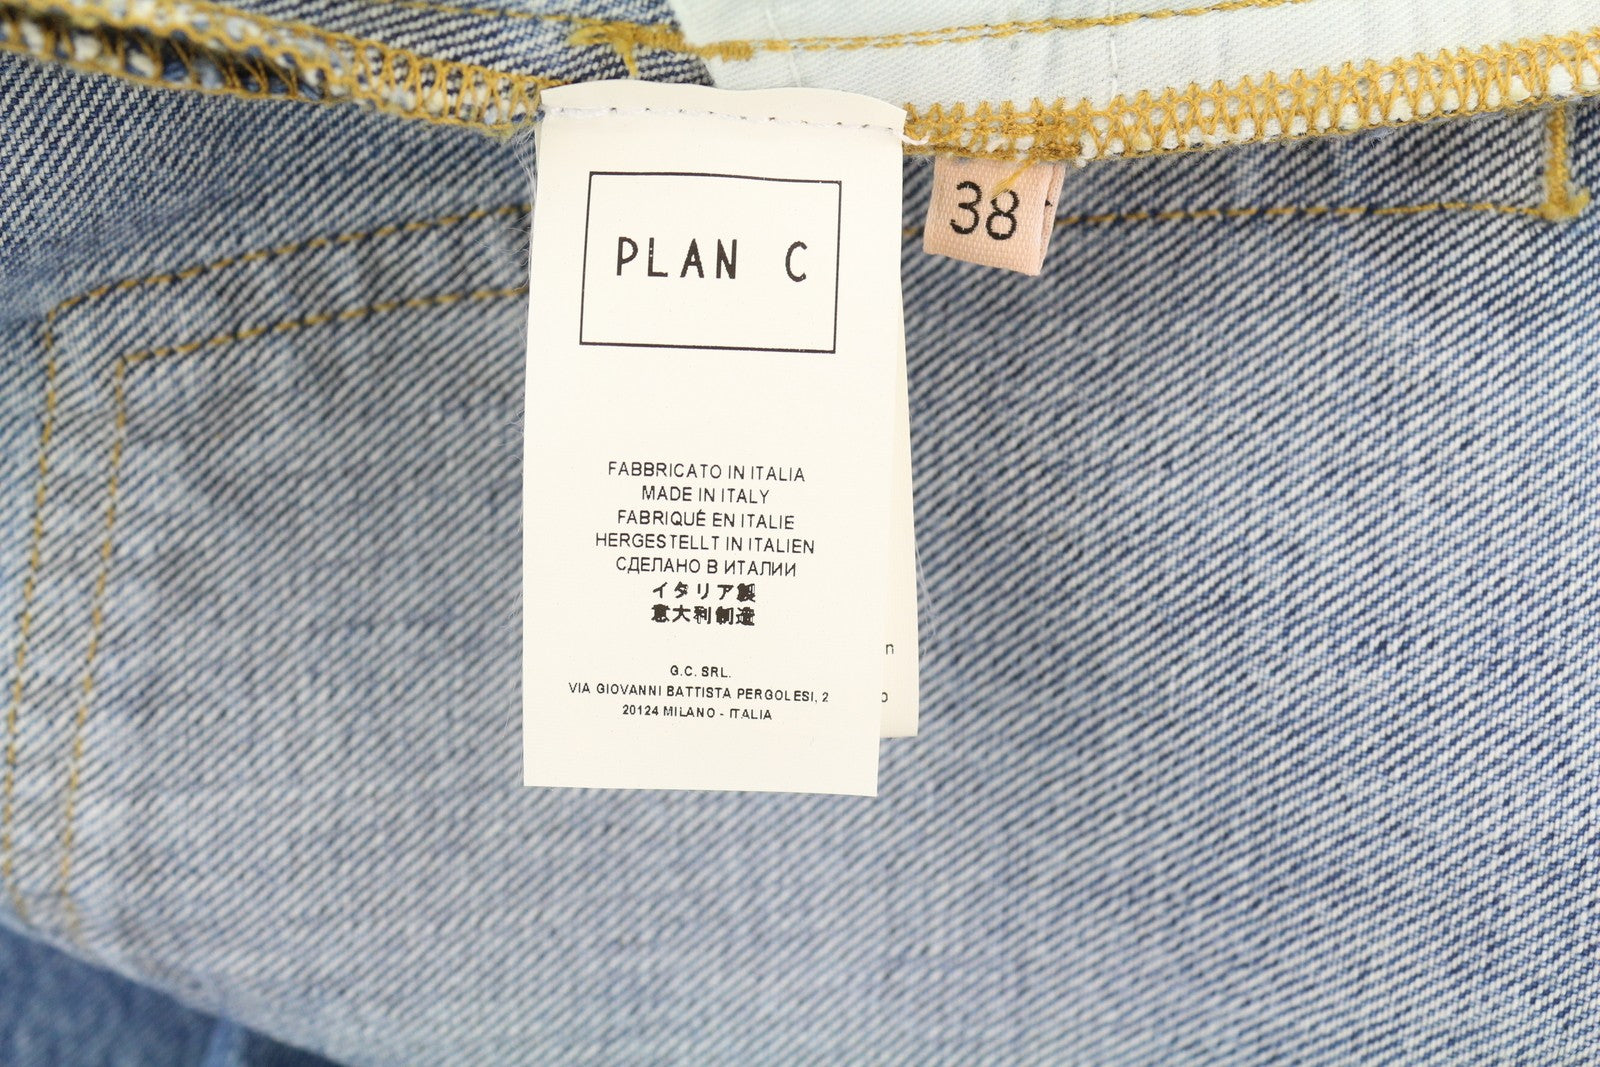 PLAN C
38
FABBRICATO IN ITALIA
MADE IN ITALY
FABRIQUÉ EN ITALIE
HERGESTELLT IN ITALIEN
СДЕЛАНО В ИТАЛИИ
イタリア製
意大利制造
G.C. SRL.
VIA GIOVANNI BATTISTA PERGOLESI, 2
20124 MILANO - ITALIA